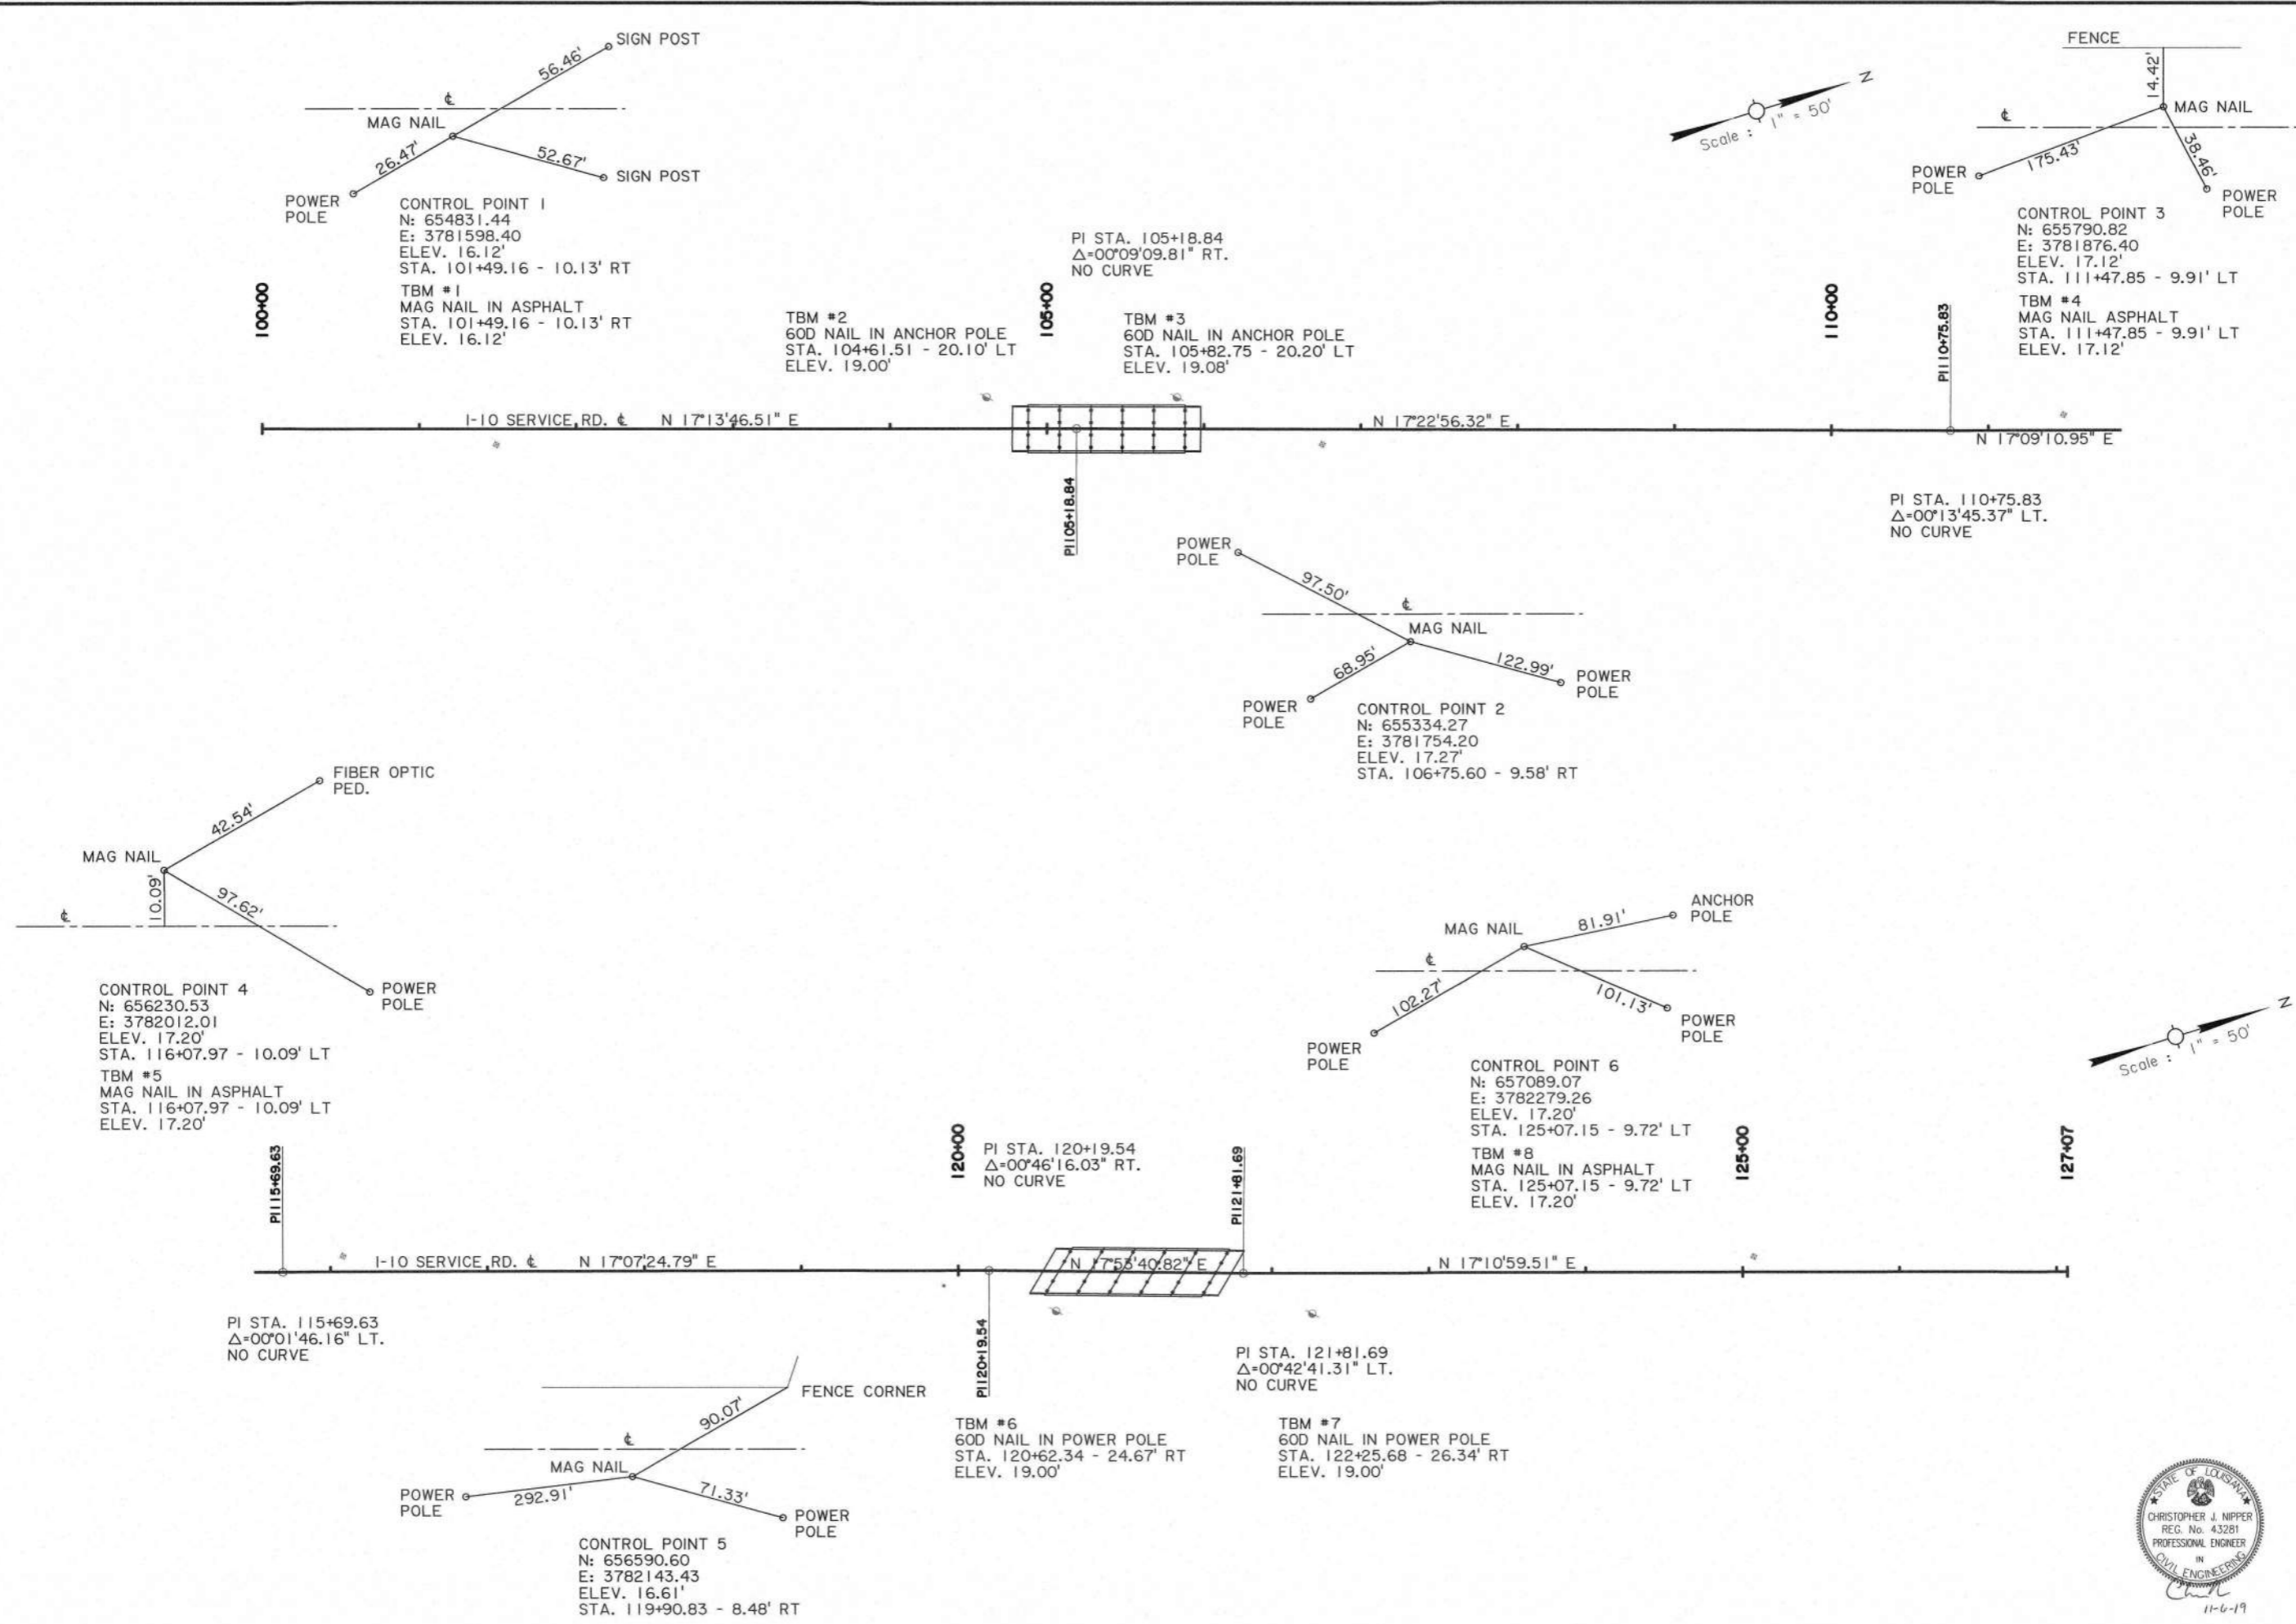 SIGN POST
56.46'
℄
MAG NAIL
26.47'
52.67'
SIGN POST
POWER
POLE
CONTROL POINT 1
N: 654831.44
E: 3781598.40
ELEV. 16.12'
STA. 101+49.16 - 10.13' RT
TBM #1
MAG NAIL IN ASPHALT
STA. 101+49.16 - 10.13' RT
ELEV. 16.12'
Scale : 1" = 50'
N
FENCE
14.42'
MAG NAIL
℄
175.43'
38.46'
POWER
POLE
POWER
POLE
CONTROL POINT 3
N: 655790.82
E: 3781876.40
ELEV. 17.12'
STA. 111+47.85 - 9.91' LT
TBM #4
MAG NAIL ASPHALT
STA. 111+47.85 - 9.91' LT
ELEV. 17.12'
PI STA. 105+18.84
Δ=00°09'09.81" RT.
NO CURVE
TBM #2
60D NAIL IN ANCHOR POLE
STA. 104+61.51 - 20.10' LT
ELEV. 19.00'
TBM #3
60D NAIL IN ANCHOR POLE
STA. 105+82.75 - 20.20' LT
ELEV. 19.08'
100+00
105+00
110+00
PI 110+75.83
I-10 SERVICE RD. ℄ N 17°13'46.51" E
N 17°22'56.32" E
N 17°09'10.95" E
PI 105+18.84
PI STA. 110+75.83
Δ=00°13'45.37" LT.
NO CURVE
POWER
POLE
97.50'
℄
MAG NAIL
68.95'
122.99'
POWER
POLE
POWER
POLE
CONTROL POINT 2
N: 655334.27
E: 3781754.20
ELEV. 17.27'
STA. 106+75.60 - 9.58' RT
FIBER OPTIC
PED.
42.54'
MAG NAIL
10.09'
97.62'
℄
POWER
POLE
CONTROL POINT 4
N: 656230.53
E: 3782012.01
ELEV. 17.20'
STA. 116+07.97 - 10.09' LT
TBM #5
MAG NAIL IN ASPHALT
STA. 116+07.97 - 10.09' LT
ELEV. 17.20'
ANCHOR
POLE
81.91'
MAG NAIL
℄
102.27'
101.13'
POWER
POLE
POWER
POLE
CONTROL POINT 6
N: 657089.07
E: 3782279.26
ELEV. 17.20'
STA. 125+07.15 - 9.72' LT
TBM #8
MAG NAIL IN ASPHALT
STA. 125+07.15 - 9.72' LT
ELEV. 17.20'
Scale : 1" = 50'
N
PI 115+69.63
120+00
PI STA. 120+19.54
Δ=00°46'16.03" RT.
NO CURVE
PI 121+81.69
125+00
127+07
I-10 SERVICE RD. ℄ N 17°07'24.79" E
N 17°53'40.82" E
N 17°10'59.51" E
PI STA. 115+69.63
Δ=00°01'46.16" LT.
NO CURVE
PI 120+19.54
PI STA. 121+81.69
Δ=00°42'41.31" LT.
NO CURVE
FENCE CORNER
90.07'
℄
MAG NAIL
292.91'
71.33'
POWER
POLE
POWER
POLE
CONTROL POINT 5
N: 656590.60
E: 3782143.43
ELEV. 16.61'
STA. 119+90.83 - 8.48' RT
TBM #6
60D NAIL IN POWER POLE
STA. 120+62.34 - 24.67' RT
ELEV. 19.00'
TBM #7
60D NAIL IN POWER POLE
STA. 122+25.68 - 26.34' RT
ELEV. 19.00'
STATE OF LOUISIANA
CHRISTOPHER J. NIPPER
REG. No. 43281
PROFESSIONAL ENGINEER
IN
CIVIL ENGINEERING
11-6-19